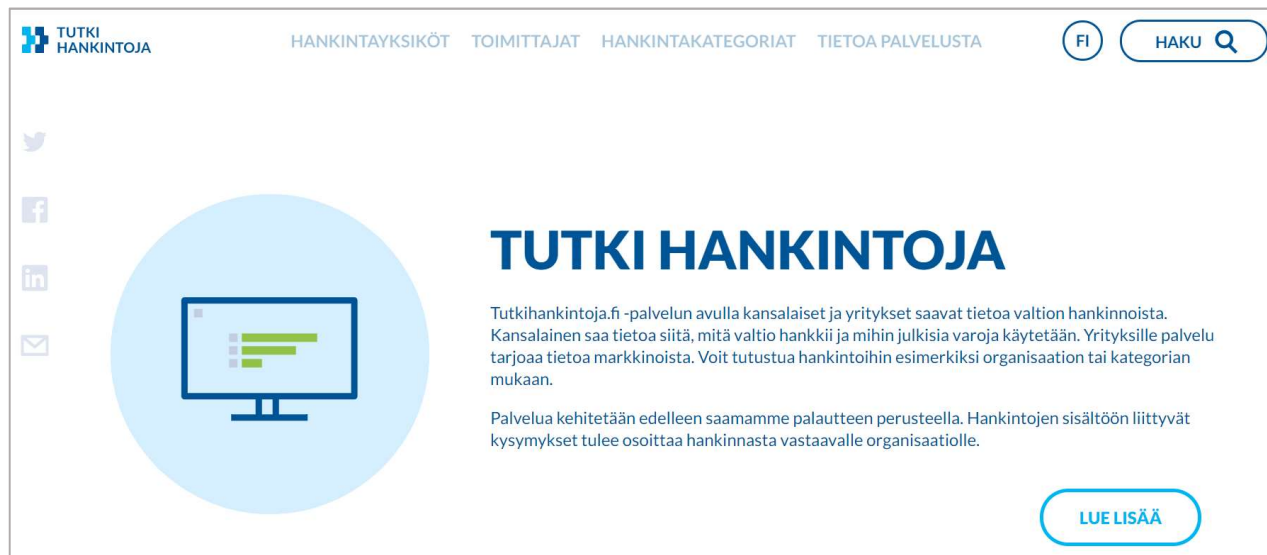 TUTKI
HANKINTOJA
HANKINTAYKSIKÖT TOIMITTAJAT HANKINTAKATEGORIAT TIETOA PALVELUSTA
FI
HAKU
TUTKI HANKINTOJA
Tutkihankintoja.fi -palvelun avulla kansalaiset ja yritykset saavat tietoa valtion hankinnoista.
Kansalainen saa tietoa siitä, mitä valtio hankkii ja mihin julkisia varoja käytetään. Yrityksille palvelu
tarjoaa tietoa markkinoista. Voit tutustua hankintoihin esimerkiksi organisaation tai kategorian
mukaan.
Palvelua kehitetään edelleen saamamme palautteen perusteella. Hankintojen sisältöön liittyvät
kysymykset tulee osoittaa hankinnasta vastaavalle organisaatiolle.
LUE LISÄÄ